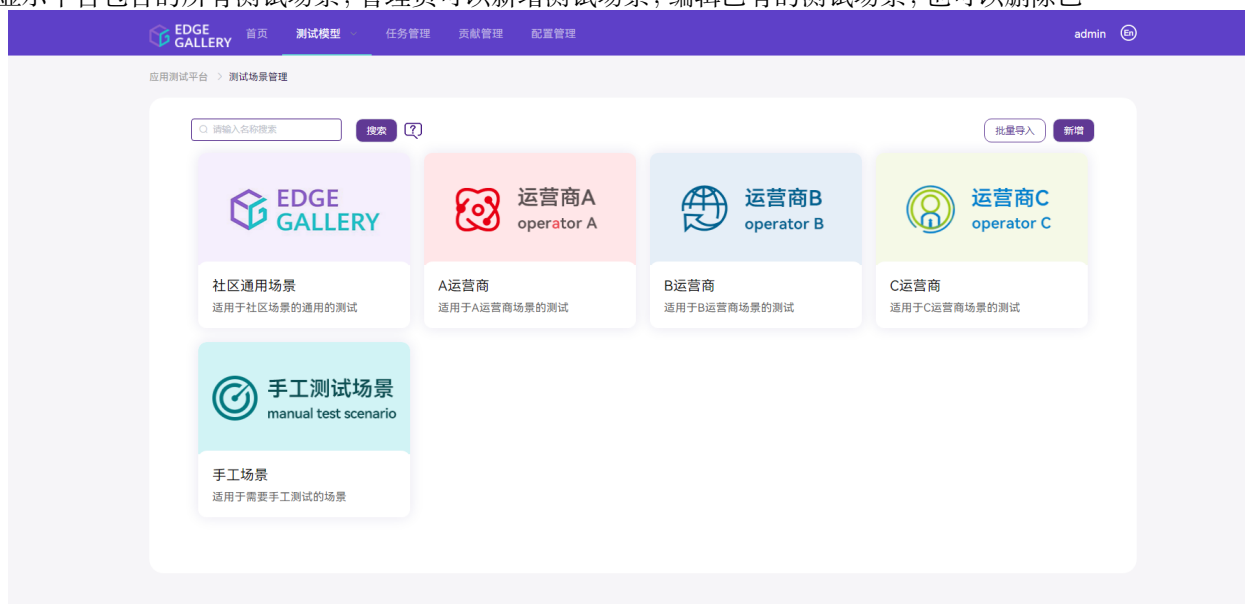 显示平台包含的所有测试场景，管理员可以新增测试场景，编辑已有的测试场景，也可以删除已
EDGE GALLERY 首页 测试模型 任务管理 贡献管理 配置管理 admin En
应用测试平台 > 测试场景管理
请输入名称搜索 搜索 ? 批量导入 新增
EDGE GALLERY
运营商A
operator A
运营商B
operator B
运营商C
operator C
社区通用场景
适用于社区场景的通用的测试
A运营商
适用于A运营商场景的测试
B运营商
适用于B运营商场景的测试
C运营商
适用于C运营商场景的测试
手工测试场景
manual test scenario
手工场景
适用于需要手工测试的场景